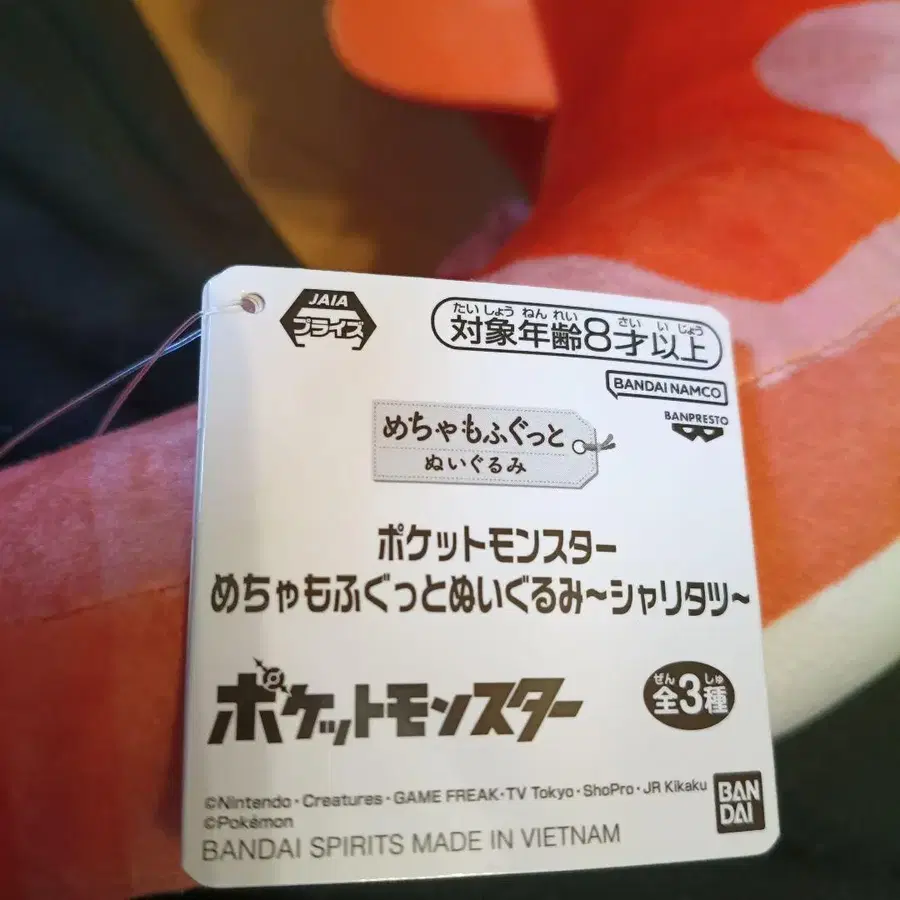 JAIA
プライズ
たいしょうねんれい さい いじょう
対象年齢8才以上
BANDAI NAMCO
BANPRESTO
めちゃもふぐっと
ぬいぐるみ
ポケットモンスター
めちゃもふぐっとぬいぐるみ~シャリタツ~
ポケットモンスター
ぜん しゅ
全3種
©Nintendo・Creatures・GAME FREAK・TV Tokyo・ShoPro・JR Kikaku
©Pokémon
BANDAI SPIRITS MADE IN VIETNAM
BAN
DAI